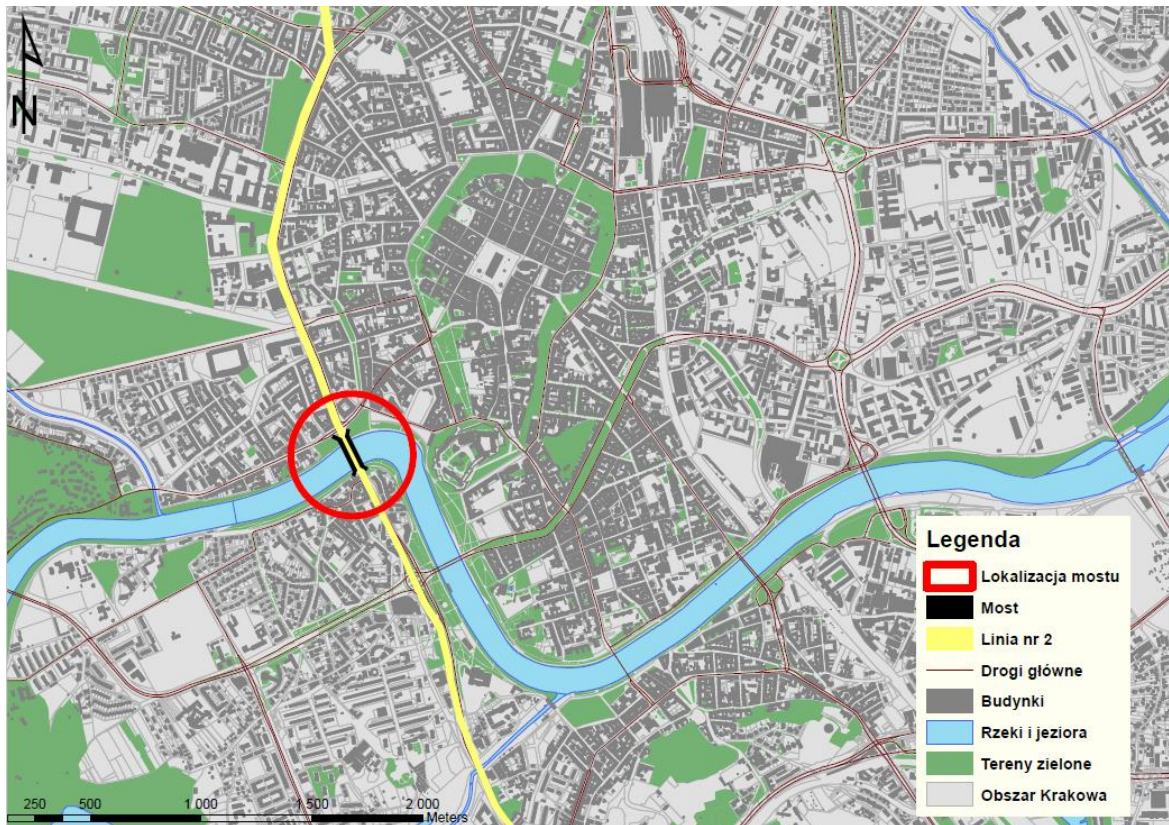 N
Legenda
Lokalizacja mostu
Most
Linia nr 2
Drogi główne
Budynki
Rzeki i jeziora
Tereny zielone
Obszar Krakowa
250 500 1 000 1 500 2 000
Meters